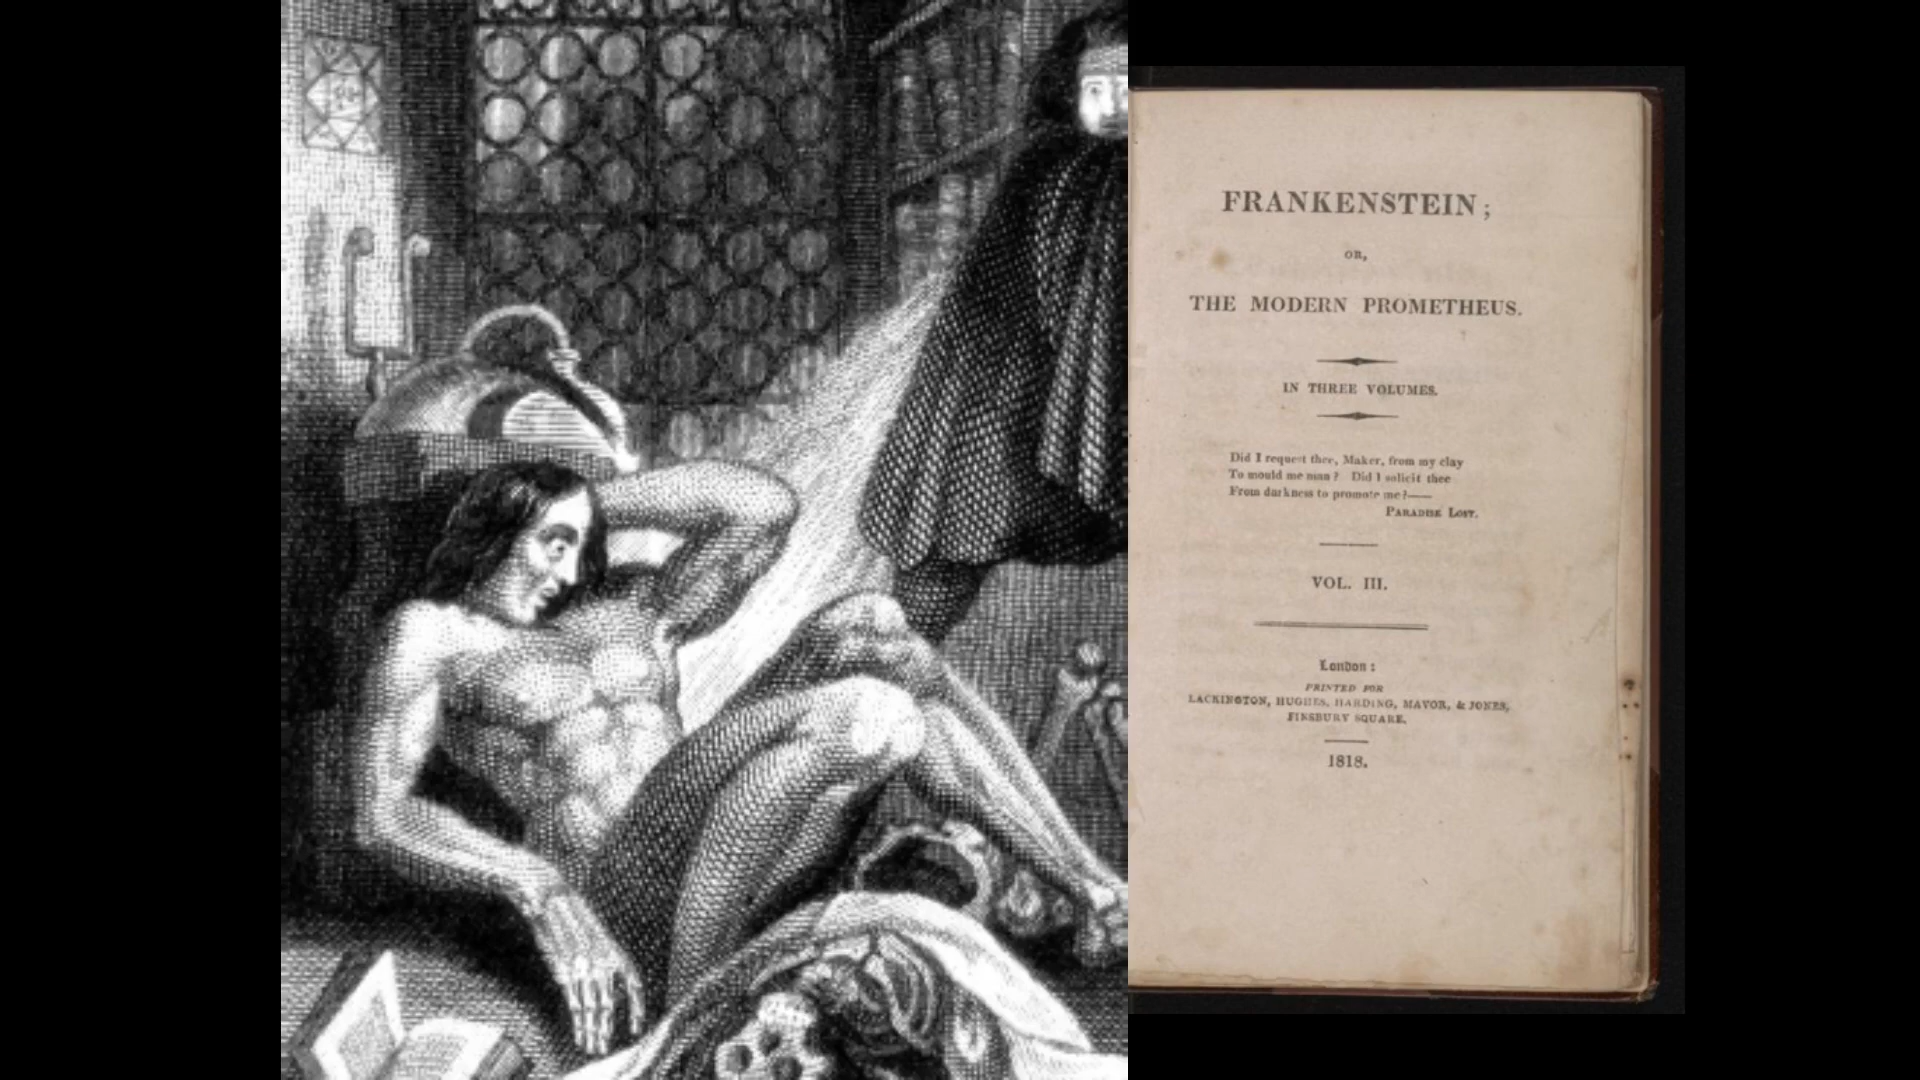 FRANKENSTEIN;
OR,
THE MODERN PROMETHEUS.
IN THREE VOLUMES.
Did I request thee, Maker, from my clay
To mould me man? Did I solicit thee
From darkness to promote me?——
PARADISE LOST.
VOL. III.
London:
PRINTED FOR
LACKINGTON, HUGHES, HARDING, MAVOR, & JONES,
FINSBURY SQUARE.
1818.